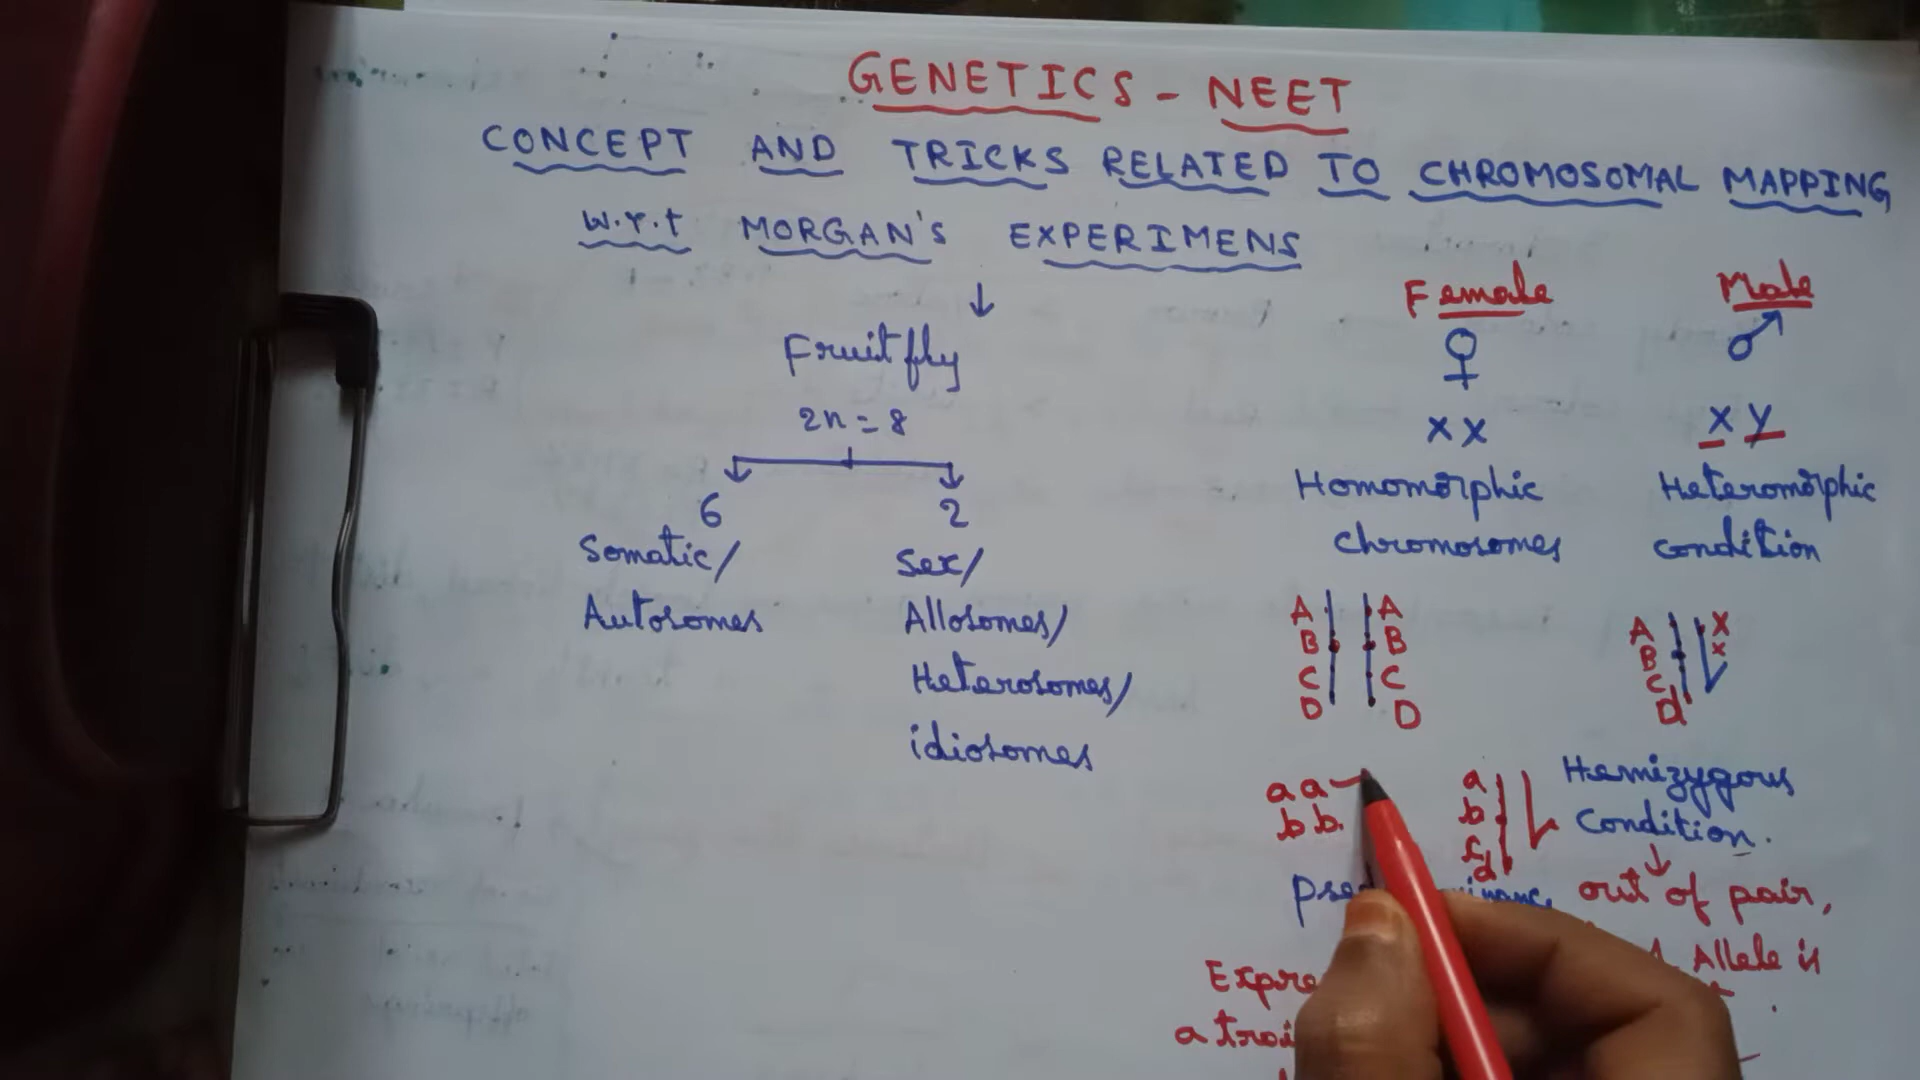 GENETICS - NEET
CONCEPT AND TRICKS RELATED TO CHROMOSOMAL MAPPING
w.r.t MORGAN'S EXPERIMENS
↓
Fruit fly
2n = 8
6
2
Somatic/
Autosomes
Sex/
Allosomes/
Heterosomes/
idiosomes
Female
♀
XX
Homomorphic
chromosomes
A A
B B
C C
D D
a a
b b
Male
♂
XY
Heteromorphic
condition
A X
B X
C
D
a
b
c
d
Hemizygous
Condition.
out of pair,
Allele is